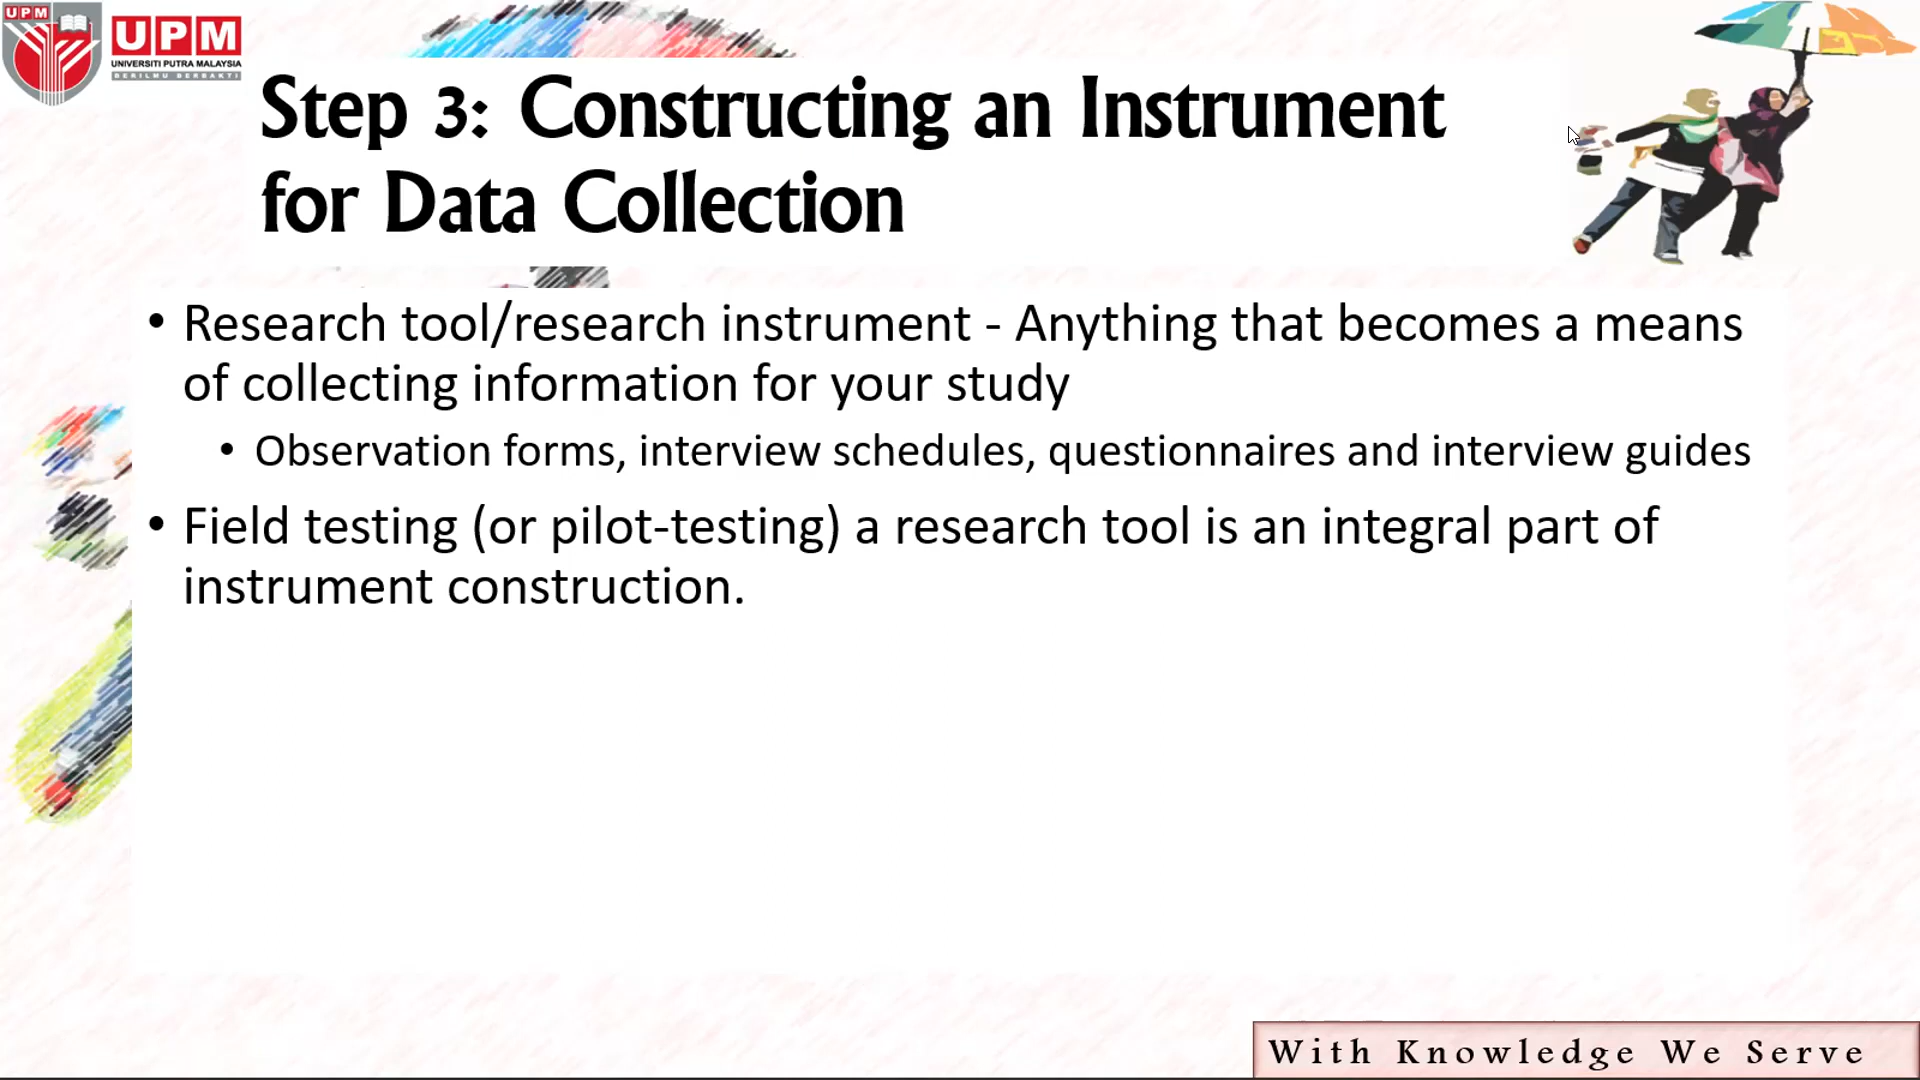 UPM
UPM
UNIVERSITI PUTRA MALAYSIA
BERILMU BERBAKTI
Step 3: Constructing an Instrument
for Data Collection
• Research tool/research instrument - Anything that becomes a means
of collecting information for your study
• Observation forms, interview schedules, questionnaires and interview guides
• Field testing (or pilot-testing) a research tool is an integral part of
instrument construction.
With Knowledge We Serve